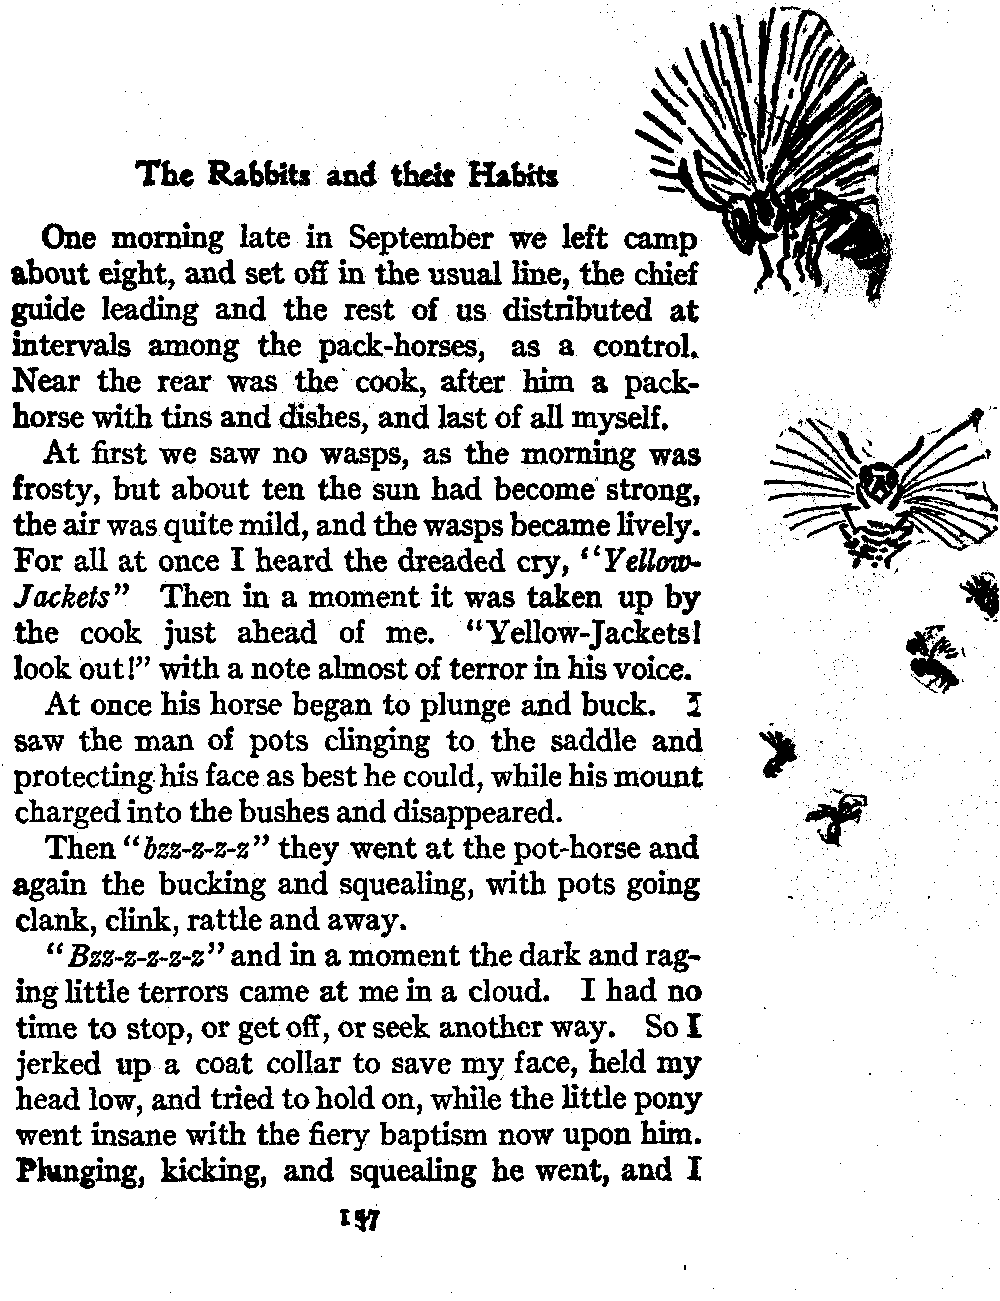 The Rabbits and their Habits
One morning late in September we left camp
about eight, and set off in the usual line, the chief
guide leading and the rest of us distributed at
intervals among the pack-horses, as a control.
Near the rear was the cook, after him a pack-
horse with tins and dishes, and last of all myself.
At first we saw no wasps, as the morning was
frosty, but about ten the sun had become strong,
the air was quite mild, and the wasps became lively.
For all at once I heard the dreaded cry, "Yellow-
Jackets" Then in a moment it was taken up by
the cook just ahead of me. "Yellow-Jackets!
look out!" with a note almost of terror in his voice.
At once his horse began to plunge and buck. I
saw the man of pots clinging to the saddle and
protecting his face as best he could, while his mount
charged into the bushes and disappeared.
Then "bzz-z-z-z" they went at the pot-horse and
again the bucking and squealing, with pots going
clank, clink, rattle and away.
"Bzz-z-z-z-z" and in a moment the dark and rag-
ing little terrors came at me in a cloud. I had no
time to stop, or get off, or seek another way. So I
jerked up a coat collar to save my face, held my
head low, and tried to hold on, while the little pony
went insane with the fiery baptism now upon him.
Plunging, kicking, and squealing he went, and I